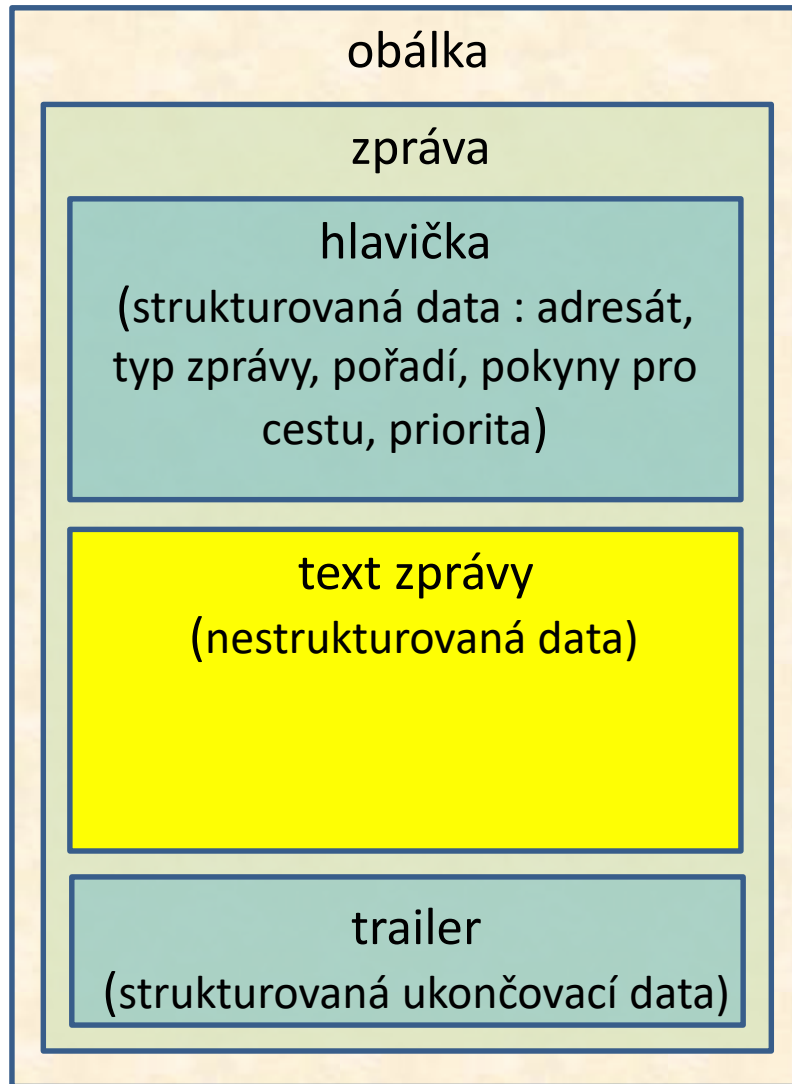 obálka
zpráva
hlavička
(strukturovaná data : adresát,
typ zprávy, pořadí, pokyny pro
cestu, priorita)
text zprávy
(nestrukturovaná data)
trailer
(strukturovaná ukončovací data)